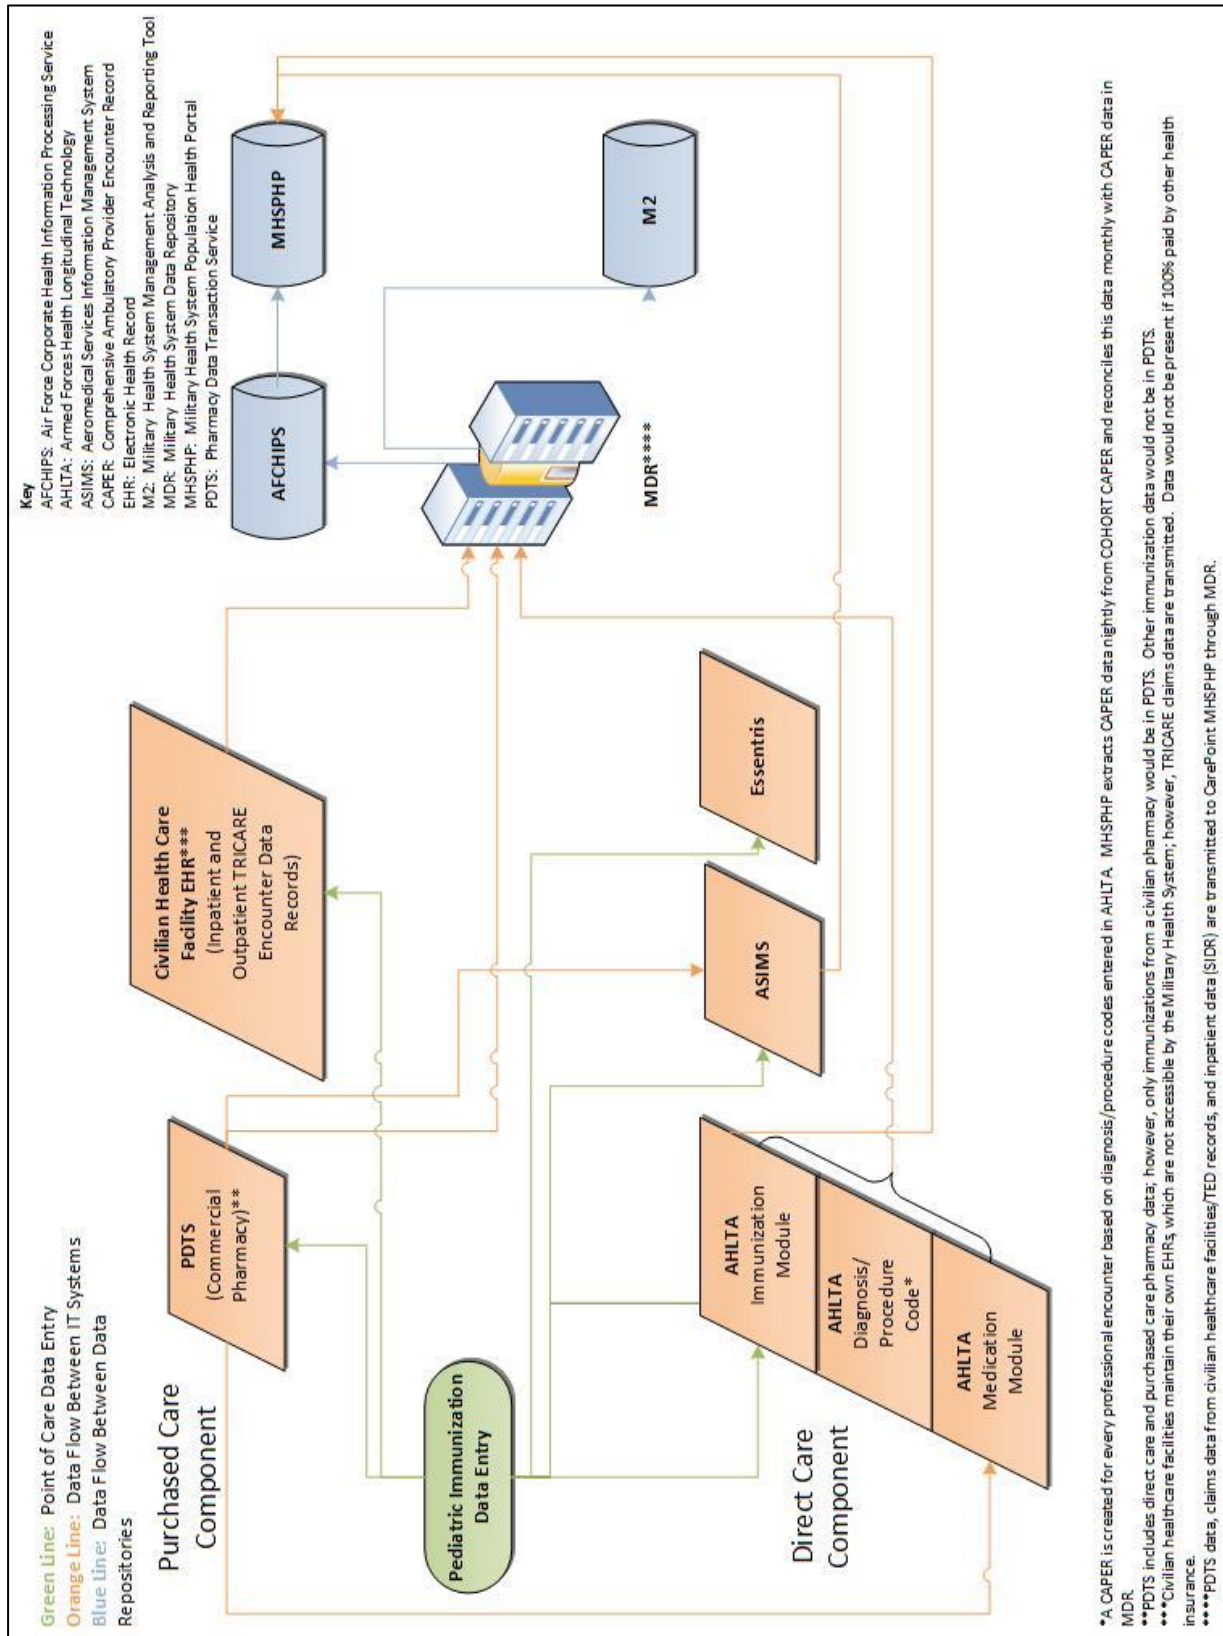 Green Line: Point of Care Data Entry
Orange Line: Data Flow Between IT Systems
Blue Line: Data Flow Between Data
Repositories
Key
AFCHIPS: Air Force Corporate Health Information Processing Service
AHLTA: Armed Forces Health Longitudinal Technology
ASIMS: Aeromedical Services Information Management System
CAPER: Comprehensive Ambulatory Provider Encounter Record
EHR: Electronic Health Record
M2: Military Health System Management Analysis and Reporting Tool
MDR: Military Health System Data Repository
MHSPHP: Military Health System Population Health Portal
PDTS: Pharmacy Data Transaction Service
Purchased Care
Component
PDTS
(Commercial
Pharmacy)**
Civilian Health Care
Facility EHR***
(Inpatient and
Outpatient TRICARE
Encounter Data
Records)
AFCHIPS
MHSPHP
Pediatric Immunization
Data Entry
MDR****
M2
Direct Care
Component
AHLTA
Immunization
Module
AHLTA
Diagnosis/
Procedure
Code*
AHLTA
Medication
Module
ASIMS
Essentris
*A CAPER is created for every professional encounter based on diagnosis/procedure codes entered in AHLTA. MHSPHP extracts CAPER data nightly from COHORT CAPER and reconciles this data monthly with CAPER data in
MDR.
**PDTS includes direct care and purchased care pharmacy data; however, only immunizations from a civilian pharmacy would be in PDTS. Other immunization data would not be in PDTS.
***Civilian healthcare facilities maintain their own EHRs, which are not accessible by the Military Health System; however, TRICARE claims data are transmitted. Data would not be present if 100% paid by other health
insurance.
****PDTS data, claims data from civilian healthcare facilities/TED records, and inpatient data (SIDR) are transmitted to CarePoint MHSPHP through MDR.